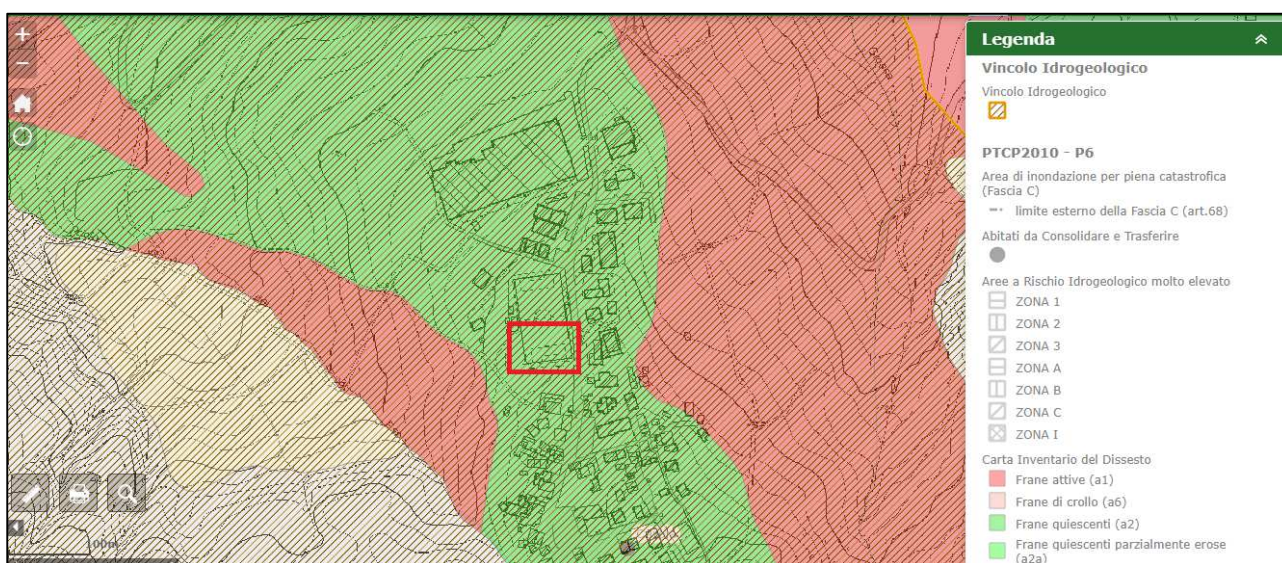 +
−
Legenda
Vincolo Idrogeologico
Vincolo Idrogeologico
PTCP2010 - P6
Area di inondazione per piena catastrofica
(Fascia C)
limite esterno della Fascia C (art.68)
Abitati da Consolidare e Trasferire
Aree a Rischio Idrogeologico molto elevato
ZONA 1
ZONA 2
ZONA 3
ZONA A
ZONA B
ZONA C
ZONA I
Carta Inventario del Dissesto
Frane attive (a1)
Frane di crollo (a6)
Frane quiescenti (a2)
Frane quiescenti parzialmente erose
(a2a)